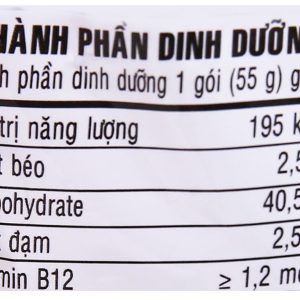 HÀNH PHẦN DINH DƯỠN
h phần dinh dưỡng 1 gói (55 g) g
trị năng lượng 195 k
t béo 2,5
bohydrate 40,5
t đạm 2,5
min B12 ≥ 1,2 m